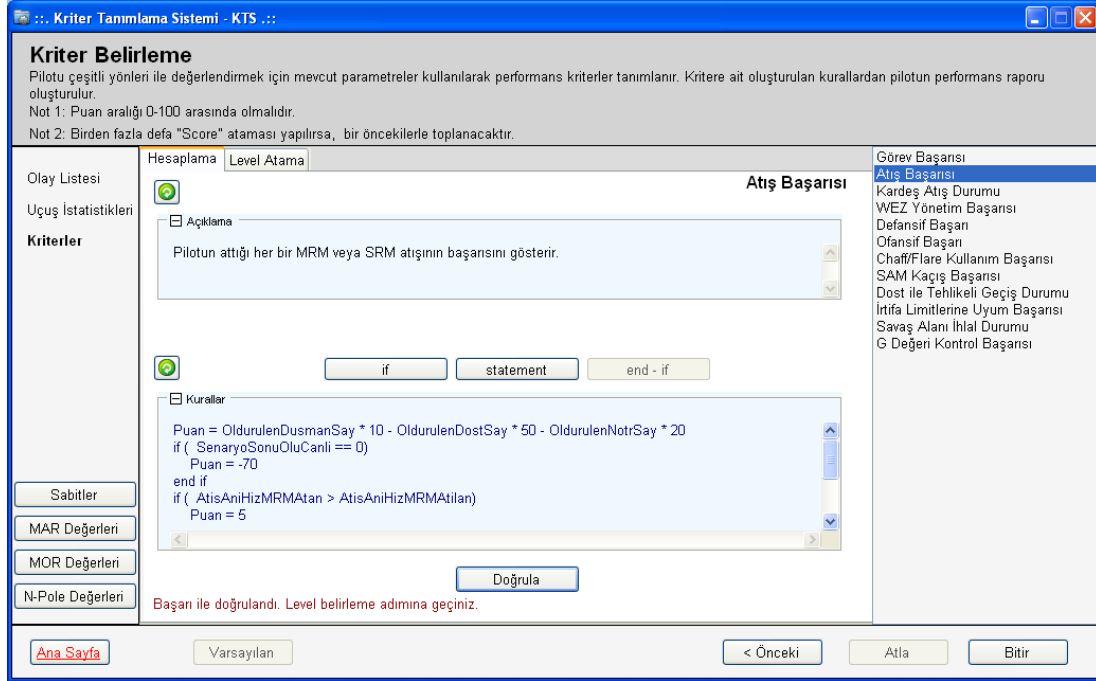 ::. Kriter Tanımlama Sistemi - KTS .::
Kriter Belirleme
Pilotu çeşitli yönleri ile değerlendirmek için mevcut parametreler kullanılarak performans kriterler tanımlanır. Kritere ait oluşturulan kurallardan pilotun performans raporu
oluşturulur.
Not 1: Puan aralığı 0-100 arasında olmalıdır.
Not 2: Birden fazla defa "Score" ataması yapılırsa, bir öncekilerle toplanacaktır.
Olay Listesi
Uçuş İstatistikleri
Kriterler
Sabitler
MAR Değerleri
MOR Değerleri
N-Pole Değerleri
Hesaplama
Level Atama
Atış Başarısı
Açıklama
Pilotun attığı her bir MRM veya SRM atışının başarısını gösterir.
if
statement
end - if
Kurallar
Puan = OldurulenDusmanSay * 10 - OldurulenDostSay * 50 - OldurulenNotrSay * 20
if ( SenaryoSonuOluCanli == 0)
Puan = -70
end if
if ( AtisAniHizMRMAtan > AtisAniHizMRMAtilan)
Puan = 5
Doğrula
Başarı ile doğrulandı. Level belirleme adımına geçiniz.
Görev Başarısı
Atış Başarısı
Kardeş Atış Durumu
WEZ Yönetim Başarısı
Defansif Başarı
Ofansif Başarı
Chaff/Flare Kullanım Başarısı
SAM Kaçış Başarısı
Dost ile Tehlikeli Geçiş Durumu
İrtifa Limitlerine Uyum Başarısı
Savaş Alanı İhlal Durumu
G Değeri Kontrol Başarısı
Ana Sayfa
Varsayılan
< Önceki
Atla
Bitir